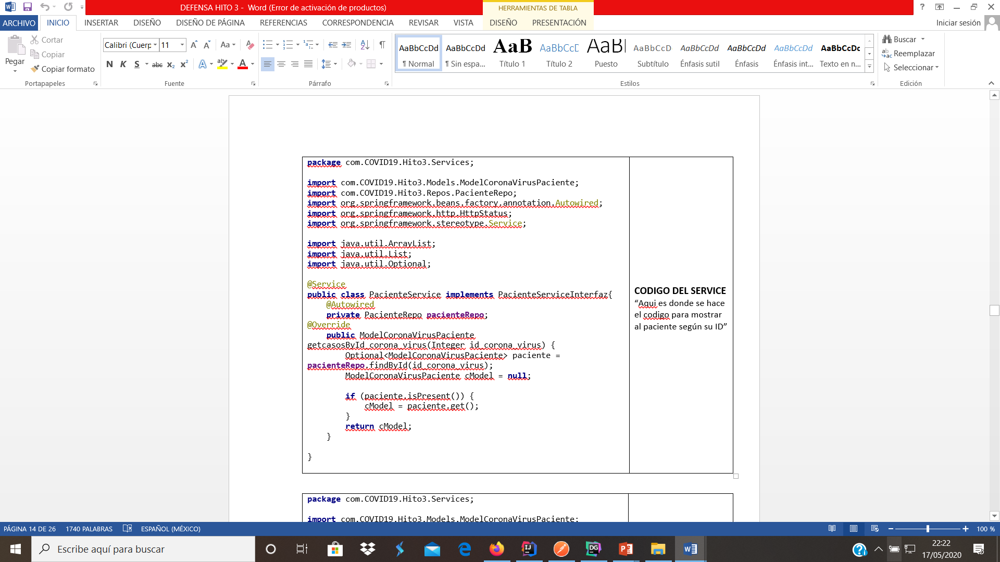 DEFENSA HITO 3 - Word (Error de activación de productos)
HERRAMIENTAS DE TABLA
ARCHIVO INICIO INSERTAR DISEÑO DISEÑO DE PÁGINA REFERENCIAS CORRESPONDENCIA REVISAR VISTA DISEÑO PRESENTACIÓN Iniciar sesión
Pegar
Cortar
Copiar
Copiar formato
Portapapeles
Calibri (Cuerp 11
Aa
N K S abc x₂ x² A ab A
Fuente
Párrafo
AaBbCcDd AaBbCcDd AaB AaBbCcD AaB AaBbCcD AaBbCcDd AaBbCcDd AaBbCcDd AaBbCcDc
¶ Normal ¶ Sin espa... Título 1 Título 2 Puesto Subtítulo Énfasis sutil Énfasis Énfasis int... Texto en n...
Estilos
Buscar
Reemplazar
Seleccionar
Edición
package com.COVID19.Hito3.Services;
import com.COVID19.Hito3.Models.ModelCoronaVirusPaciente;
import com.COVID19.Hito3.Repos.PacienteRepo;
import org.springframework.beans.factory.annotation.Autowired;
import org.springframework.http.HttpStatus;
import org.springframework.stereotype.Service;
import java.util.ArrayList;
import java.util.List;
import java.util.Optional;
@Service
public class PacienteService implements PacienteServiceInterfaz{
@Autowired
private PacienteRepo pacienteRepo;
@Override
public ModelCoronaVirusPaciente
getcasosById_corona_virus(Integer id_corona_virus) {
Optional<ModelCoronaVirusPaciente> paciente =
pacienteRepo.findById(id_corona_virus);
ModelCoronaVirusPaciente cModel = null;
if (paciente.isPresent()) {
cModel = paciente.get();
}
return cModel;
}
}
CODIGO DEL SERVICE
“Aqui es donde se hace
el codigo para mostrar
al paciente según su ID”
package com.COVID19.Hito3.Services;
import com.COVID19.Hito3.Models.ModelCoronaVirusPaciente;
PÁGINA 14 DE 26 1740 PALABRAS ESPAÑOL (MÉXICO) 100 %
Escribe aquí para buscar
22:22
17/05/2020